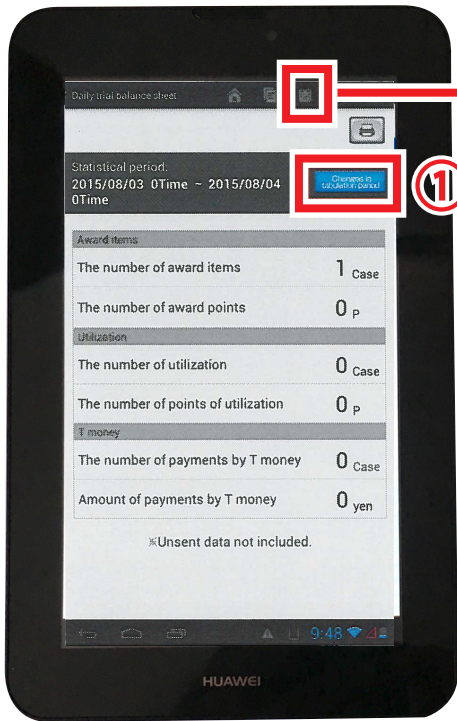 Daily trial balance sheet
Statistical period:
2015/08/03 0Time ~ 2015/08/04
0Time
Changes in
tabulation period
①
Award items
The number of award items 1 Case
The number of award points 0 P
Utilization
The number of utilization 0 Case
The number of points of utilization 0 P
T money
The number of payments by T money 0 Case
Amount of payments by T money 0 yen
※Unsent data not included.
9:48
HUAWEI